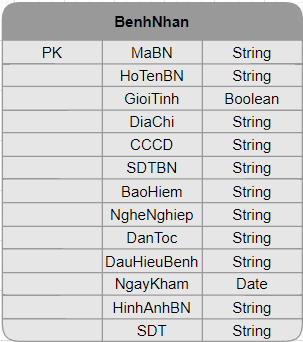 BenhNhan
PK MaBN String
HoTenBN String
GioiTinh Boolean
DiaChi String
CCCD String
SDTBN String
BaoHiem String
NgheNghiep String
DanToc String
DauHieuBenh String
NgayKham Date
HinhAnhBN String
SDT String